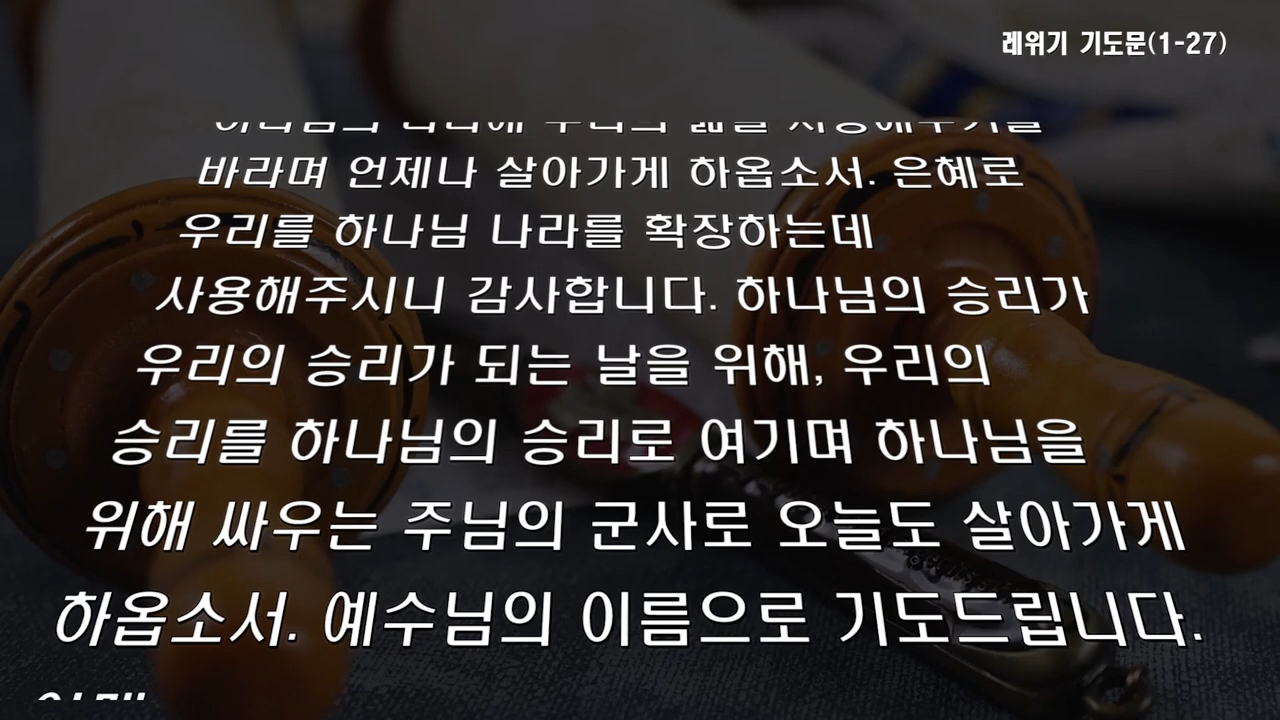 레위기 기도문(1-27)
바라며 언제나 살아가게 하옵소서. 은혜로
우리를 하나님 나라를 확장하는데
사용해주시니 감사합니다. 하나님의 승리가
우리의 승리가 되는 날을 위해, 우리의
승리를 하나님의 승리로 여기며 하나님을
위해 싸우는 주님의 군사로 오늘도 살아가게
하옵소서. 예수님의 이름으로 기도드립니다.